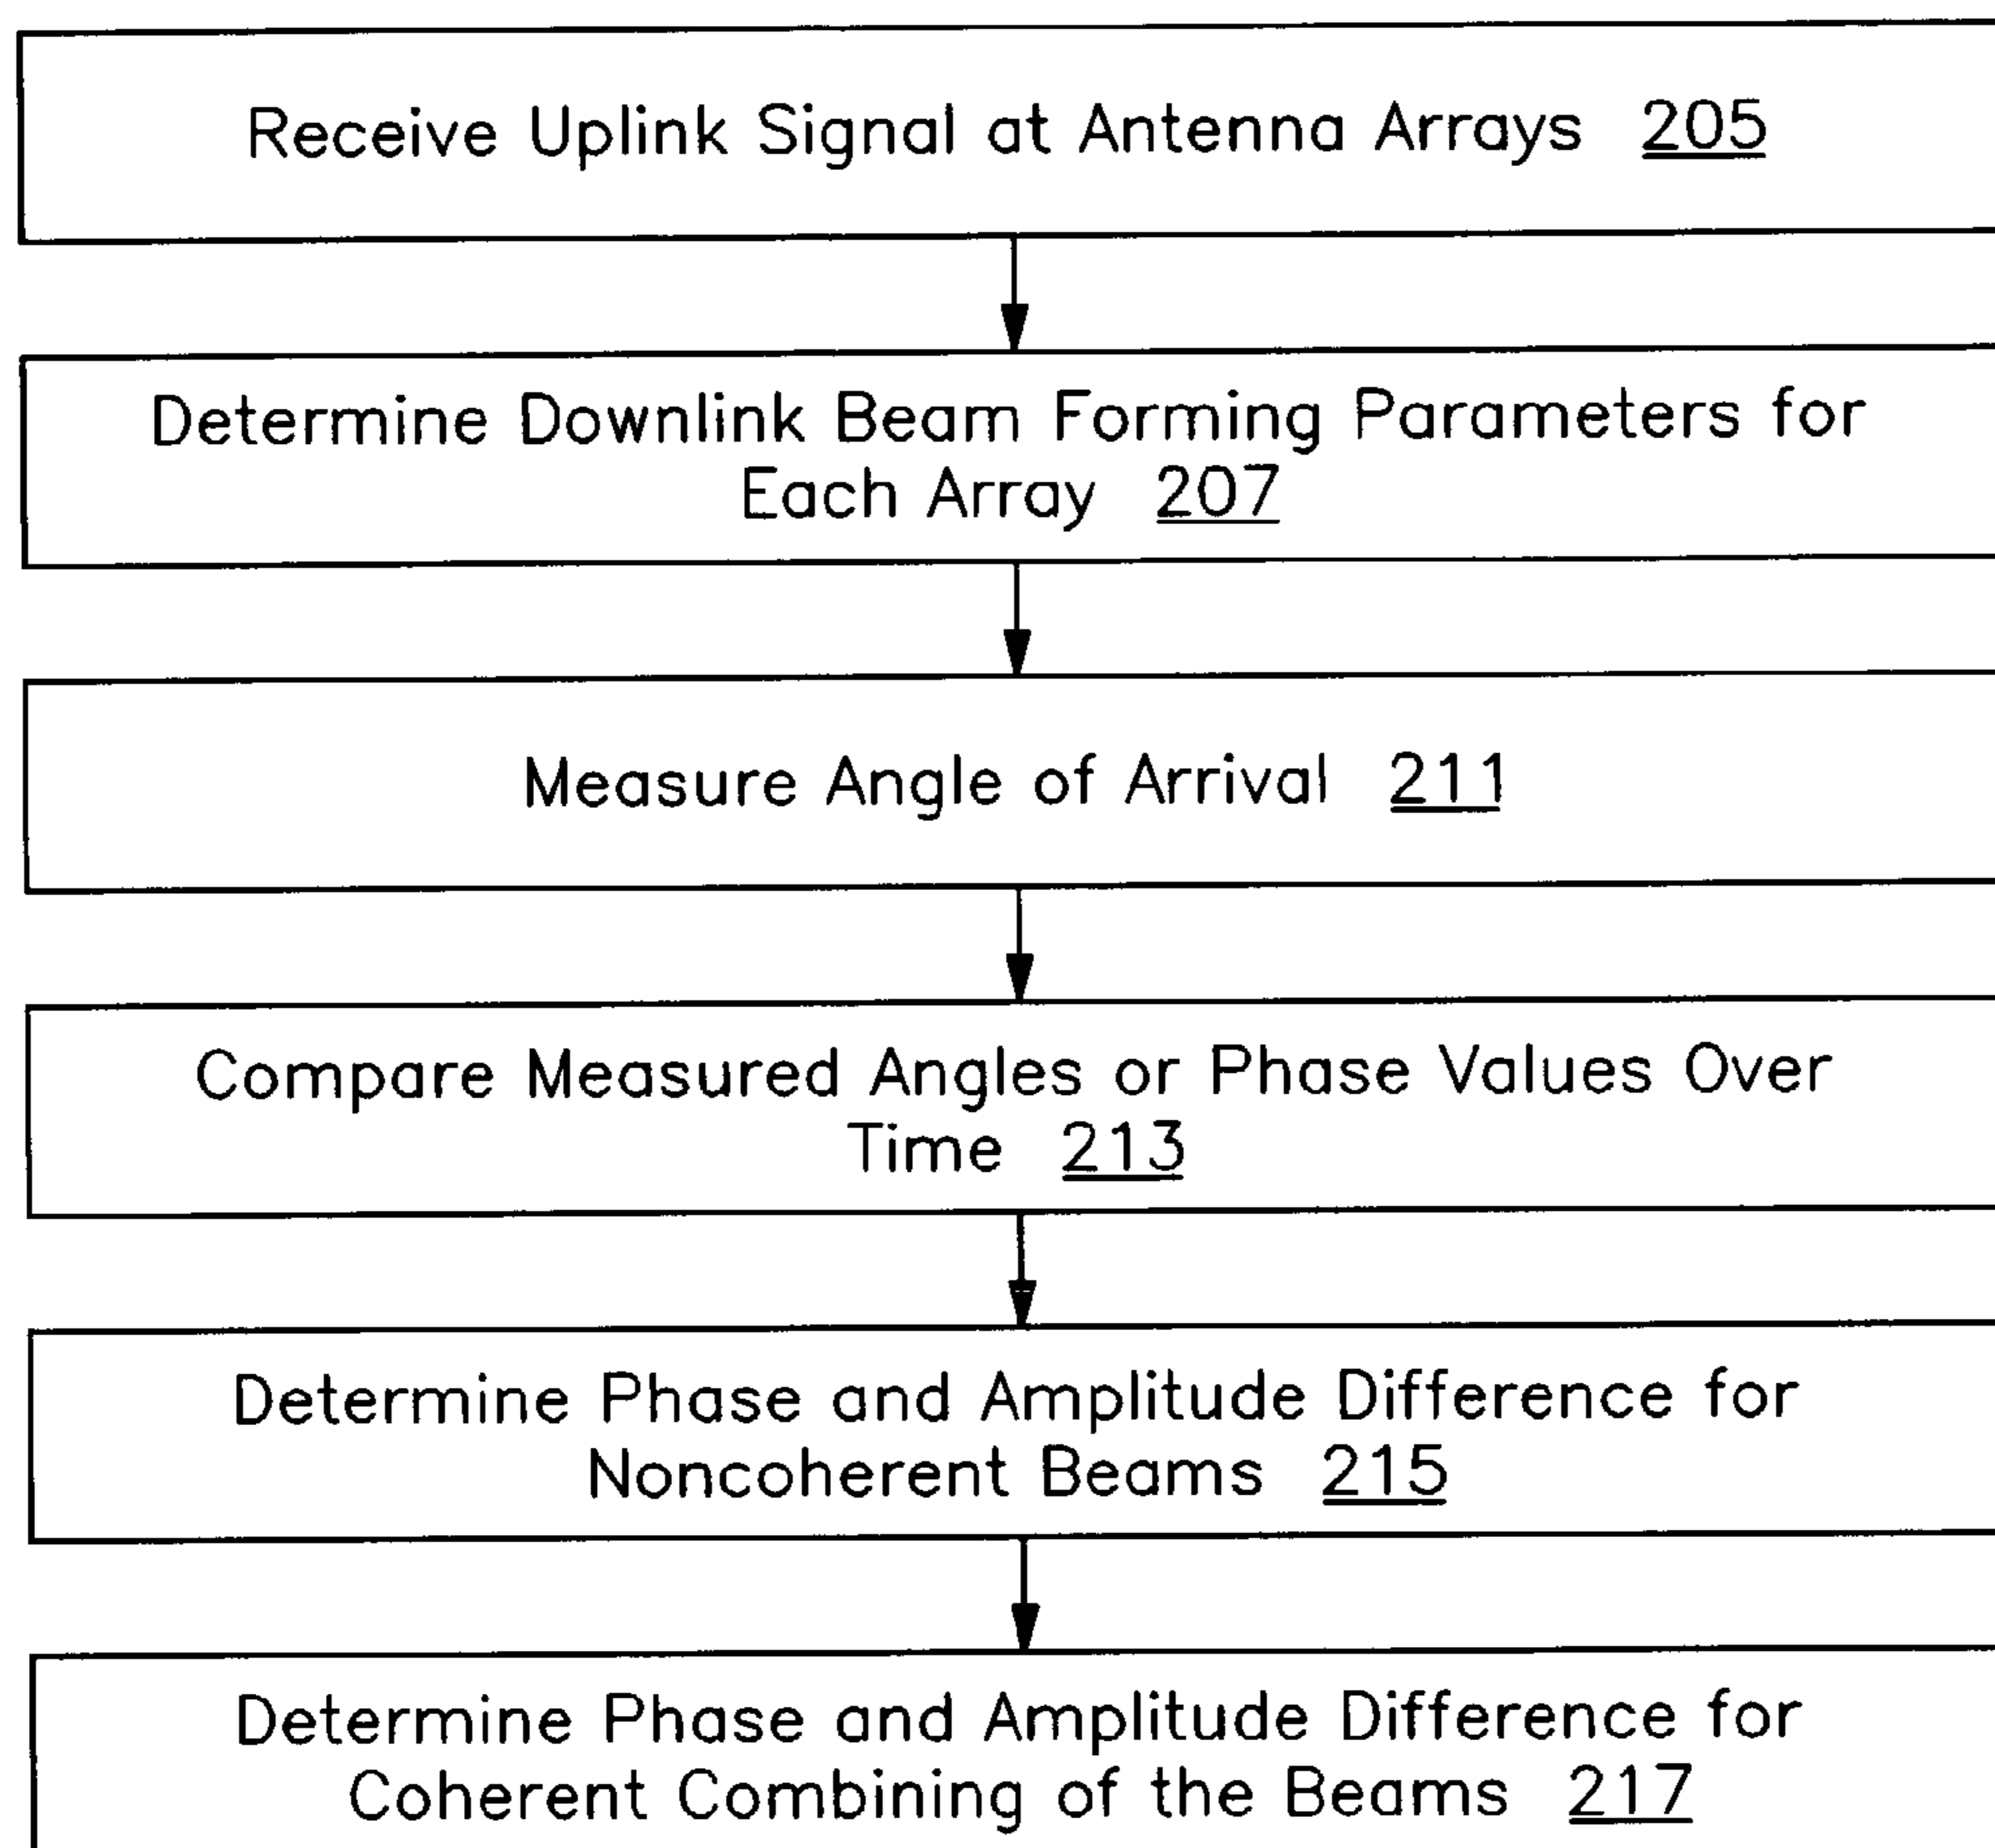 Receive Uplink Signal at Antenna Arrays 205
Determine Downlink Beam Forming Parameters for
Each Array 207
Measure Angle of Arrival 211
Compare Measured Angles or Phase Values Over
Time 213
Determine Phase and Amplitude Difference for
Noncoherent Beams 215
Determine Phase and Amplitude Difference for
Coherent Combining of the Beams 217